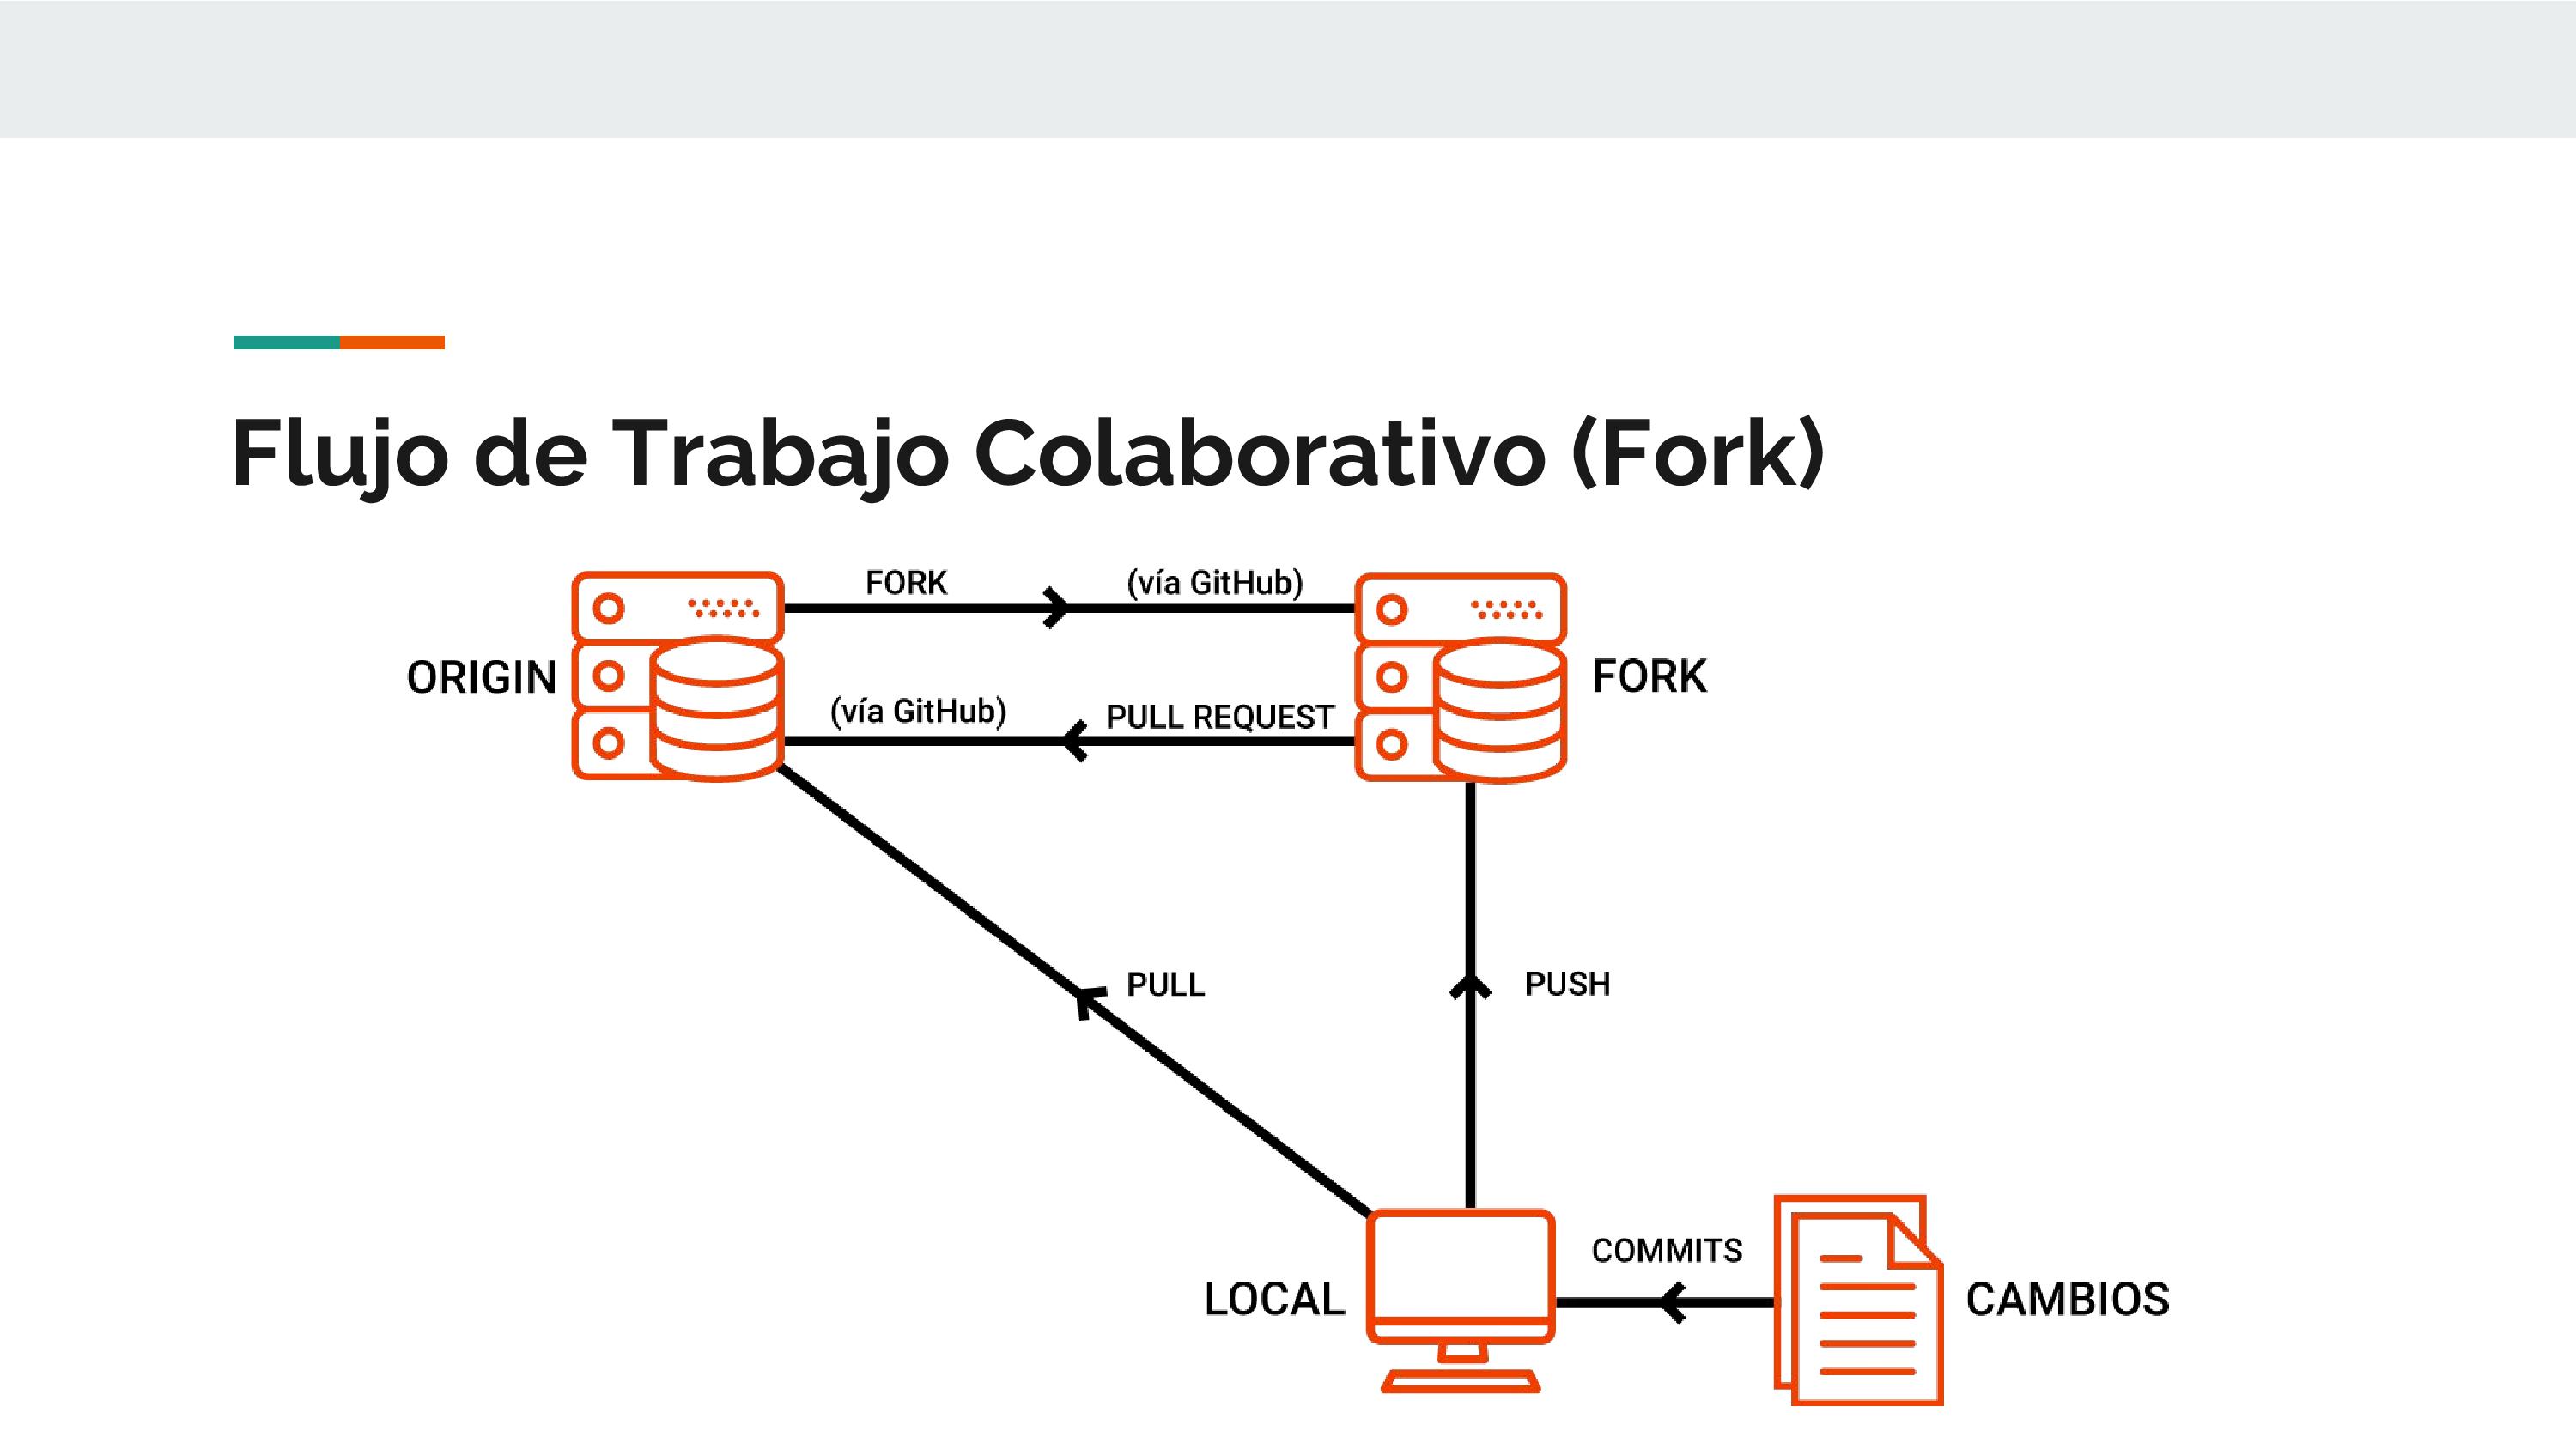 Flujo de Trabajo Colaborativo (Fork)
FORK (vía GitHub)
ORIGIN
FORK
(vía GitHub) PULL REQUEST
PULL
PUSH
COMMITS
LOCAL
CAMBIOS